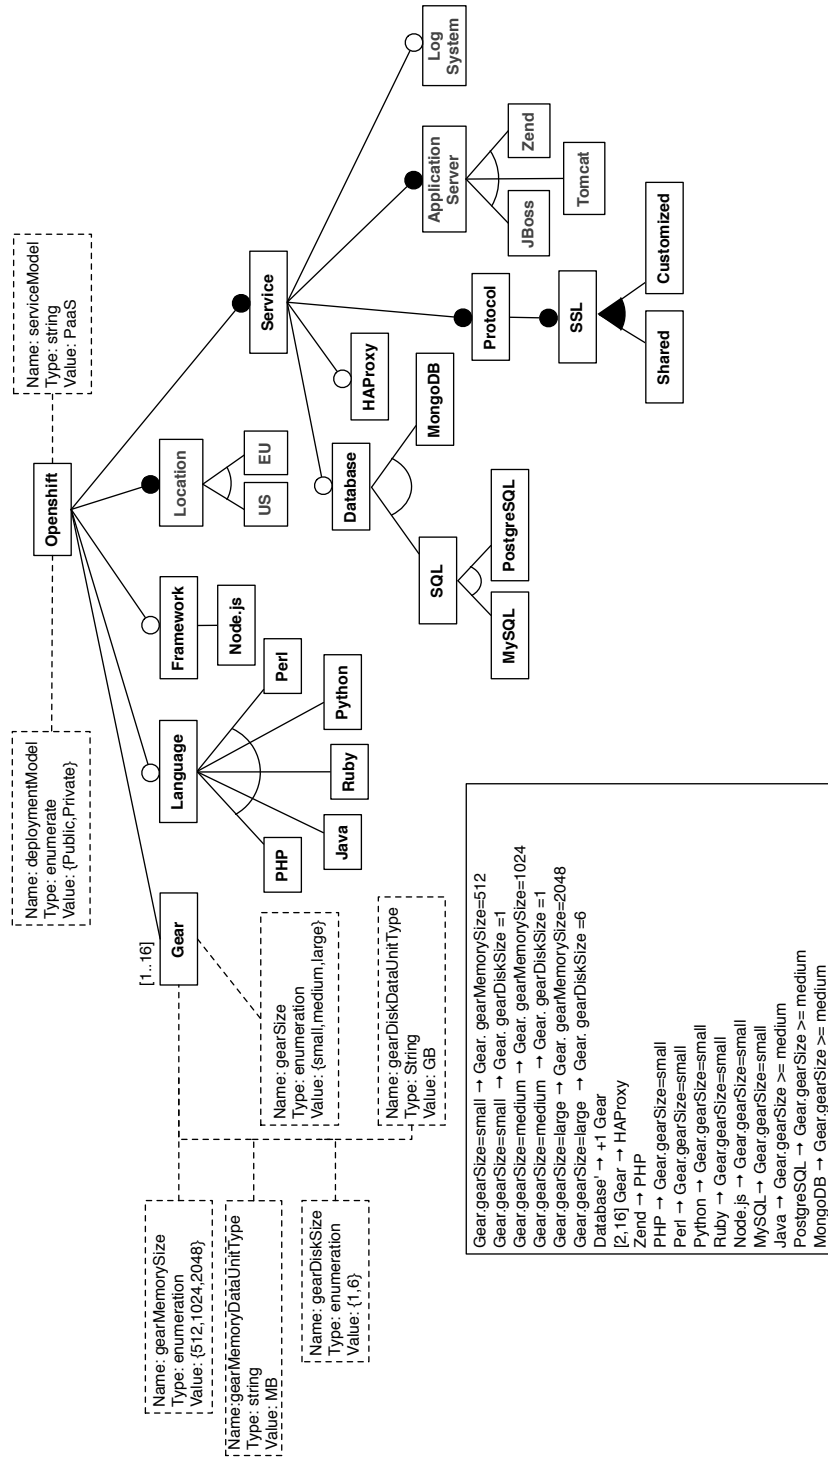 Name: deploymentModel
Type: enumerate
Value: {Public,Private}
Openshift
Name: serviceModel
Type: string
Value: PaaS
[1..16]
Gear
Language
Framework
Location
Service
Name: gearMemorySize
Type: enumeration
Value: {512,1024,2048}
Name:gearMemoryDataUnitType
Type: string
Value: MB
Name: gearDiskSize
Type: enumeration
Value: {1,6}
Name: gearSize
Type: enumeration
Value: {small,medium,large}
Name: gearDiskDataUnitType
Type: String
Value: GB
PHP
Java
Ruby
Python
Perl
Node.js
US
EU
Database
HAProxy
Protocol
Application
Server
Log
System
SQL
MongoDB
MySQL
PostgreSQL
SSL
Shared
Customized
JBoss
Tomcat
Zend
Gear.gearSize=small → Gear. gearMemorySize=512
Gear.gearSize=small → Gear. gearDiskSize =1
Gear.gearSize=medium → Gear. gearMemorySize=1024
Gear.gearSize=medium → Gear. gearDiskSize =1
Gear.gearSize=large → Gear. gearMemorySize=2048
Gear.gearSize=large → Gear. gearDiskSize =6
Database' → +1 Gear
[2,16] Gear → HAProxy
Zend → PHP
PHP → Gear.gearSize=small
Perl → Gear.gearSize=small
Python → Gear.gearSize=small
Ruby → Gear.gearSize=small
Node.js → Gear.gearSize=small
MySQL→ Gear.gearSize=small
Java → Gear.gearSize >= medium
PostgreSQL → Gear.gearSize >= medium
MongoDB → Gear.gearSize >= medium